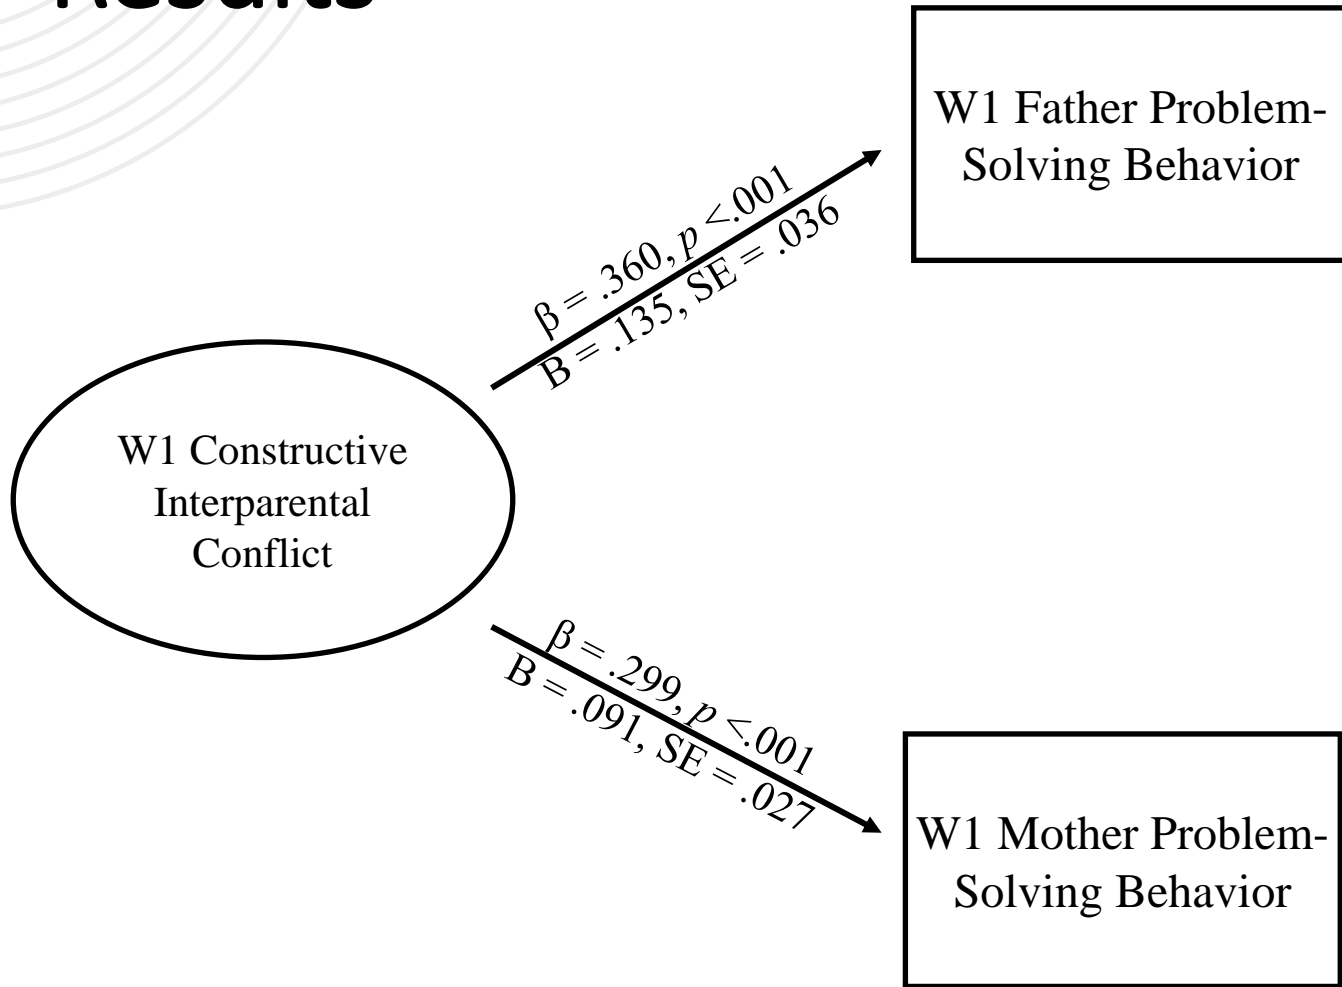 Results
W1 Father Problem-
Solving Behavior
β = .360, p <.001
B = .135, SE = .036
W1 Constructive
Interparental
Conflict
β = .299, p <.001
B = .091, SE = .027
W1 Mother Problem-
Solving Behavior